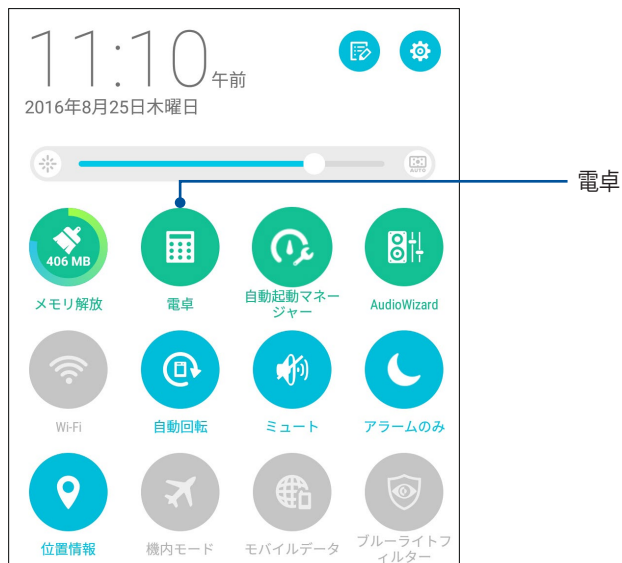 11:10 午前
2016年8月25日木曜日
AUTO
電卓
406 MB
メモリ解放
電卓
自動起動マネー
ジャー
AudioWizard
Wi-Fi
自動回転
ミュート
アラームのみ
位置情報
機内モード
モバイルデータ
ブルーライトフ
ィルター